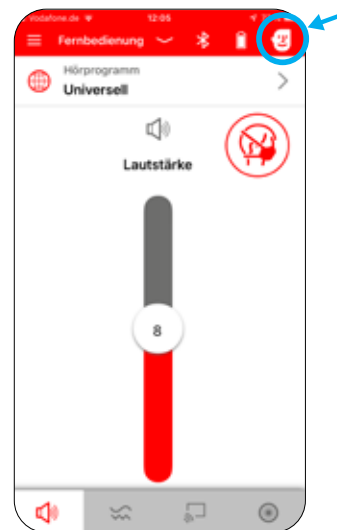 vodafone.de 12:05
Fernbedienung
Hörprogramm
Universell
Lautstärke
8